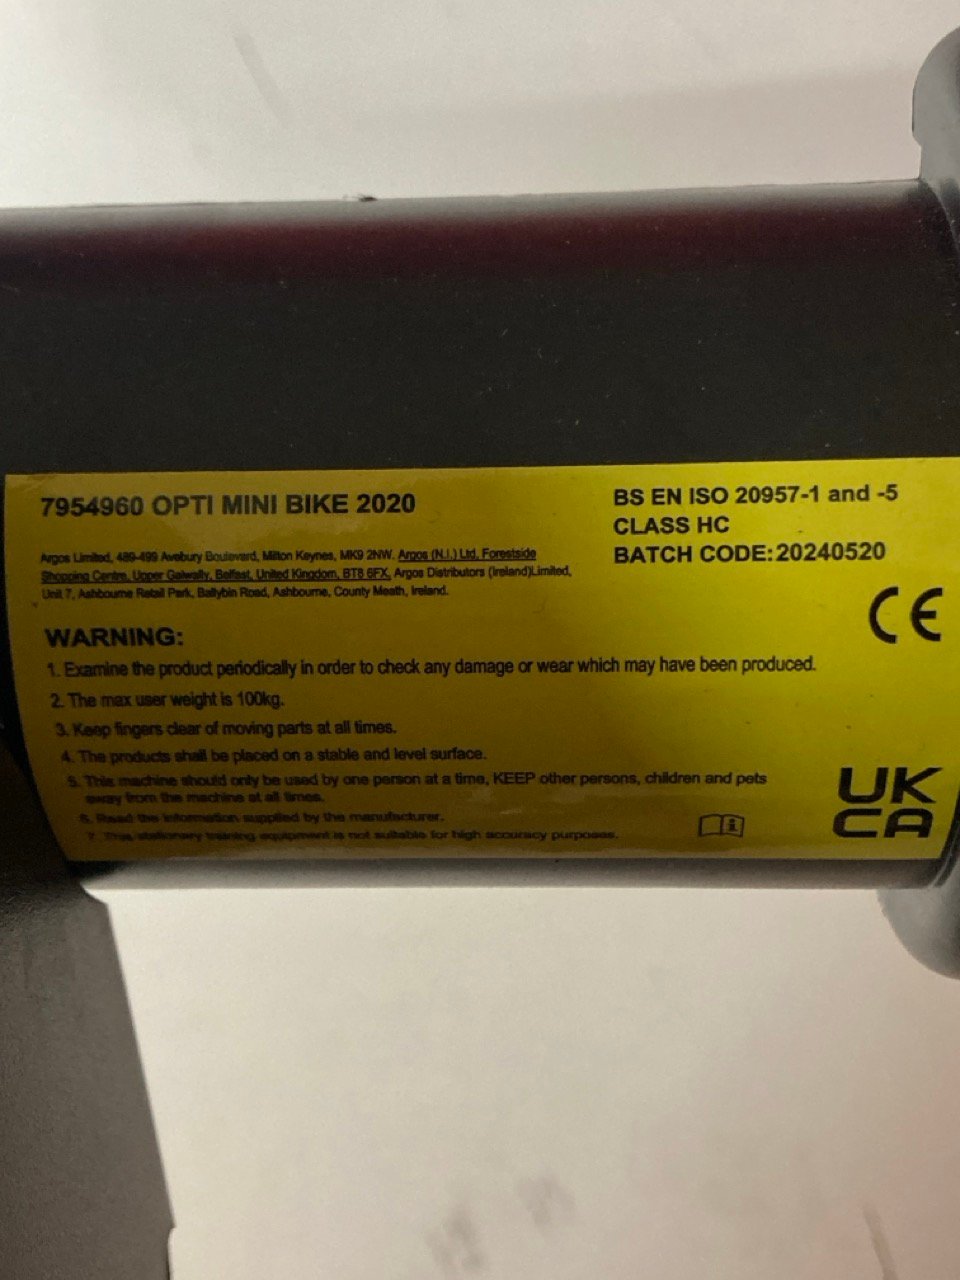 7954960 OPTI MINI BIKE 2020
Argos Limited, 489-499 Avebury Boulevard, Milton Keynes, MK9 2NW. Argos (N.I.) Ltd, Forestside
Shopping Centre, Upper Galwally, Belfast, United Kingdom, BT8 6FX, Argos Distributors (Ireland)Limited,
Unit 7, Ashbourne Retail Park, Ballybin Road, Ashbourne, County Meath, Ireland.
BS EN ISO 20957-1 and -5
CLASS HC
BATCH CODE:20240520
CE
WARNING:
1. Examine the product periodically in order to check any damage or wear which may have been produced.
2. The max user weight is 100kg.
3. Keep fingers clear of moving parts at all times.
4. The products shall be placed on a stable and level surface.
5. This machine should only be used by one person at a time, KEEP other persons, children and pets
away from the machine at all times.
6. Read the information supplied by the manufacturer.
7. This stationary training equipment is not suitable for high accuracy purposes.
UK
CA